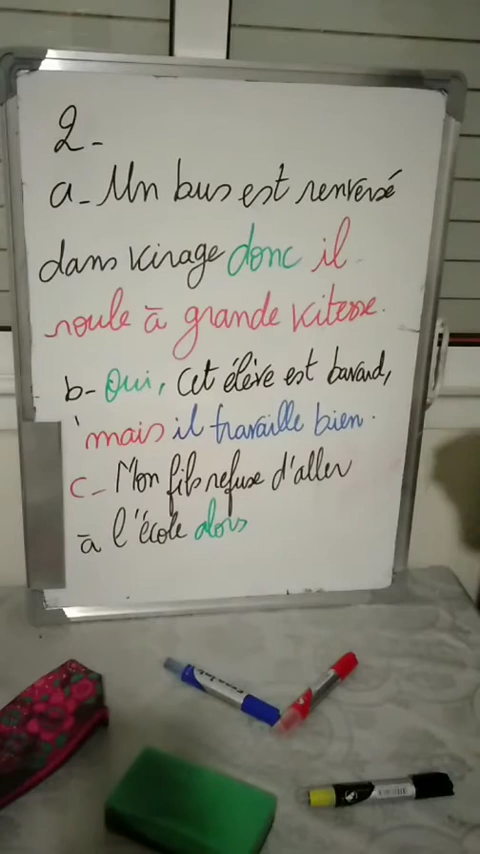 2-
a- Un bus est renversé
dans virage donc il
roule à grande vitesse.
b- Oui, cet élève est bavard,
mais il travaille bien.
c- Mon fils refuse d'aller
à l'école alors